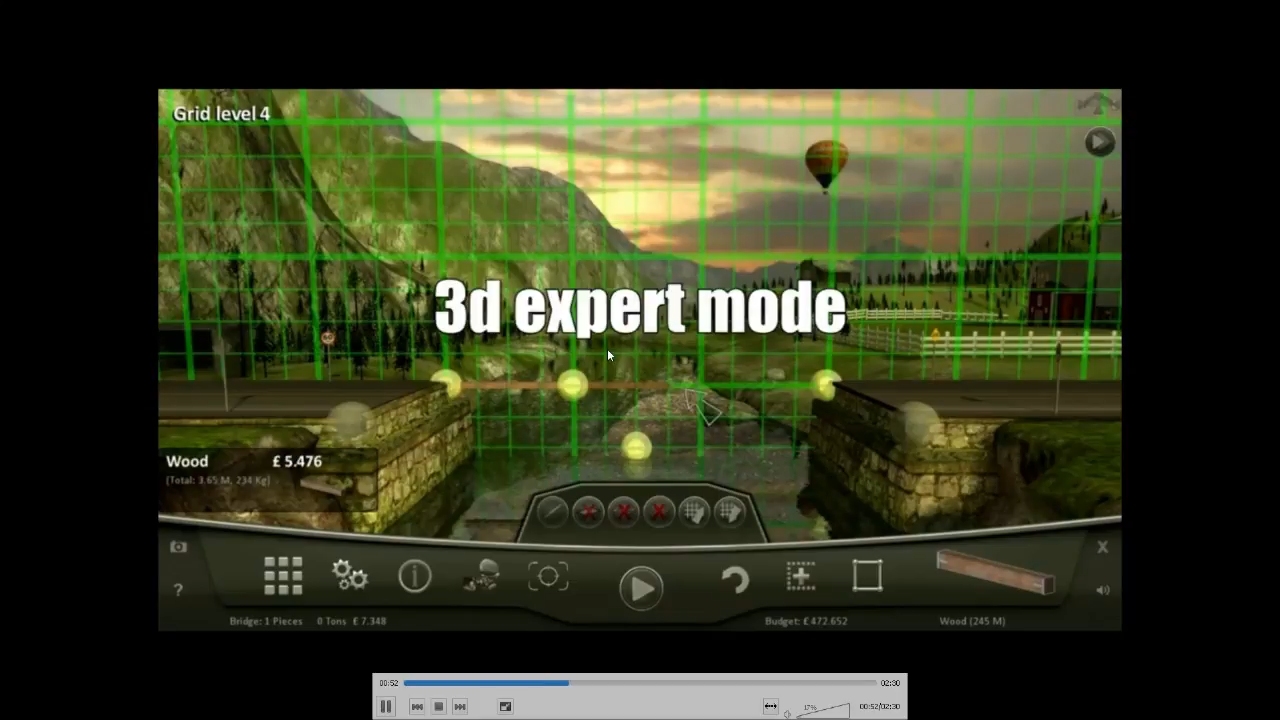 Grid level 4
3d expert mode
Wood £ 5.476
(Total: 3.65 M, 234 Kg)
?
X
Bridge: 1 Pieces 0 Tons £ 7.348
Budget: £ 472.652
Wood (245 M)
00:52
02:30
17%
00:52/02:30